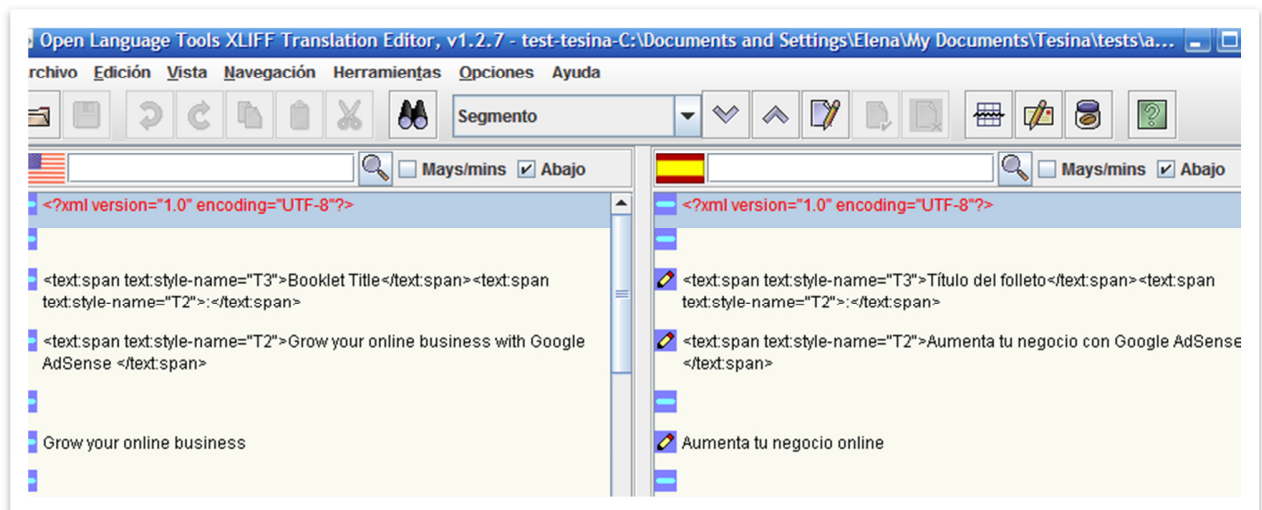 Open Language Tools XLIFF Translation Editor, v1.2.7 - test-tesina-C:\Documents and Settings\Elena\My Documents\Tesina\tests\a...
rchivo Edición Vista Navegación Herramientas Opciones Ayuda
Segmento
Mays/mins Abajo
<?xml version="1.0" encoding="UTF-8"?>
<text:span text:style-name="T3">Booklet Title</text:span><text:span
text:style-name="T2">:</text:span>
<text:span text:style-name="T2">Grow your online business with Google
AdSense </text:span>
Grow your online business
Mays/mins Abajo
<?xml version="1.0" encoding="UTF-8"?>
<text:span text:style-name="T3">Título del folleto</text:span><text:span
text:style-name="T2">:</text:span>
<text:span text:style-name="T2">Aumenta tu negocio con Google AdSense
</text:span>
Aumenta tu negocio online